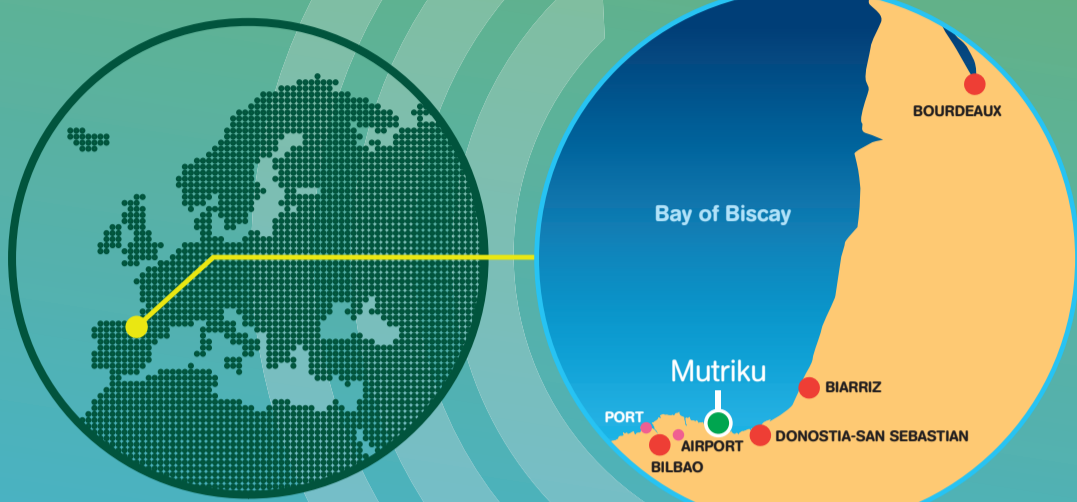 BOURDEAUX
Bay of Biscay
Mutriku
BIARRIZ
PORT
DONOSTIA-SAN SEBASTIAN
AIRPORT
BILBAO